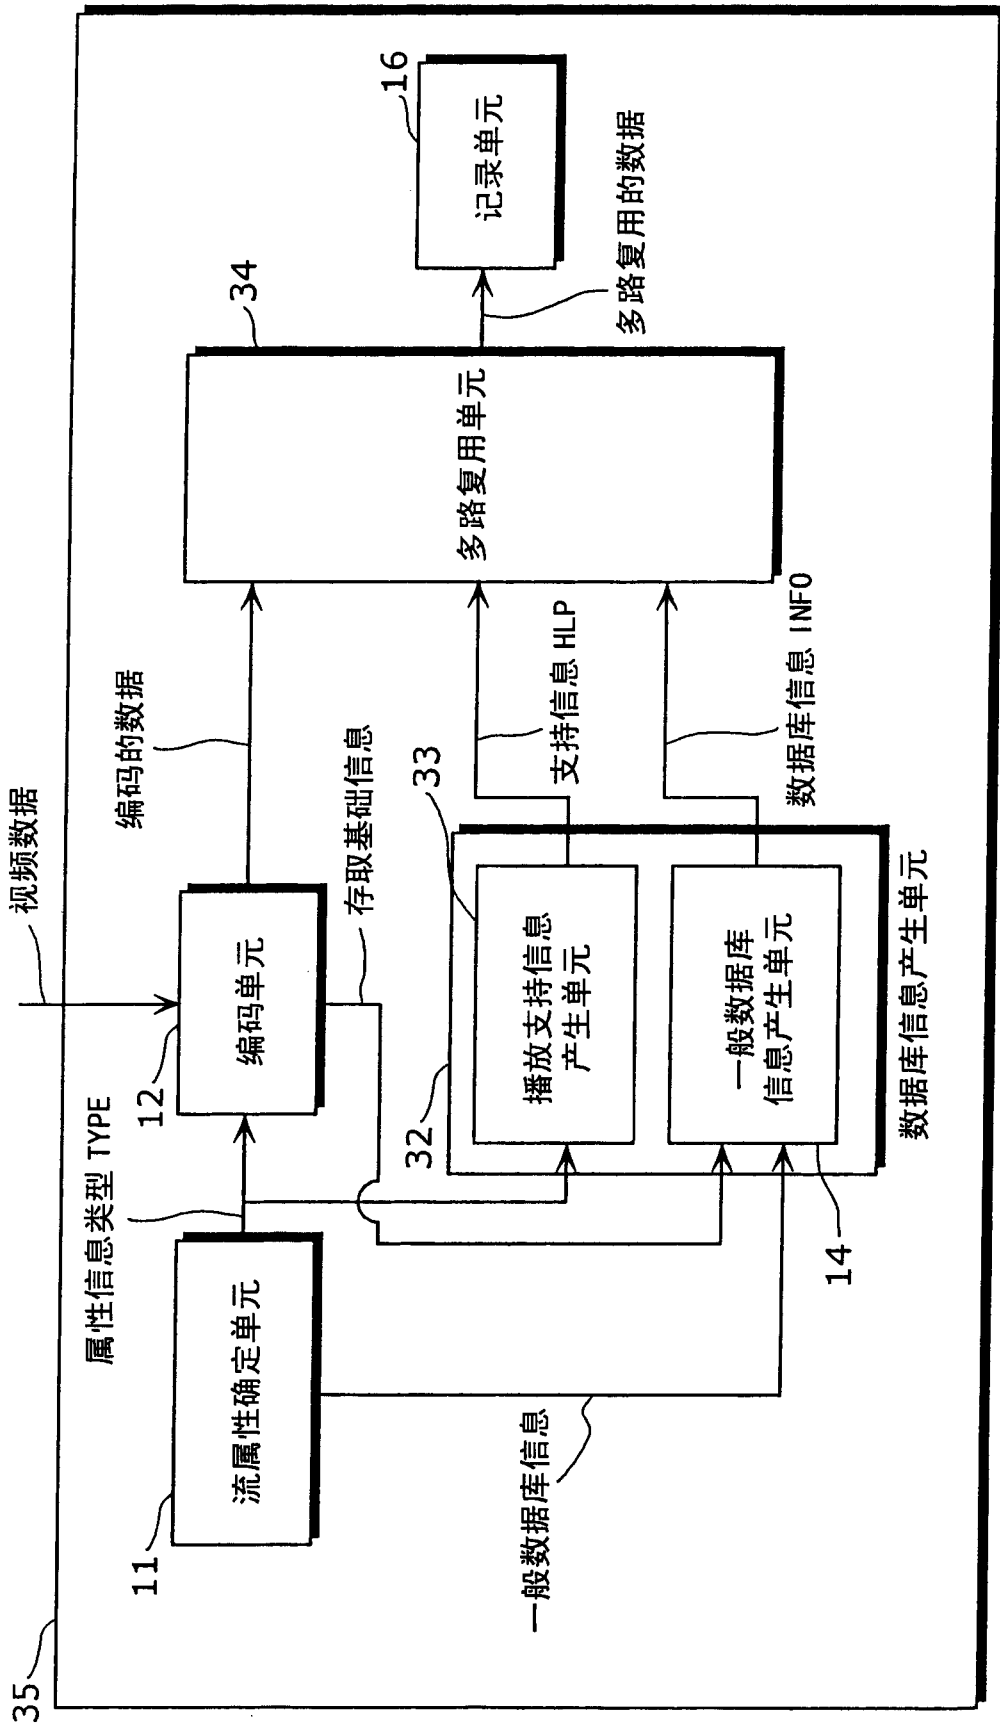 35
视频数据
属性信息类型 TYPE
12
编码单元
编码的数据
34
多路复用单元
16
记录单元
多路复用的数据
11
流属性确定单元
存取基础信息
33
支持信息 HLP
32
播放支持信息
产生单元
数据库信息 INFO
一般数据库
信息产生单元
14
数据库信息产生单元
一般数据库信息